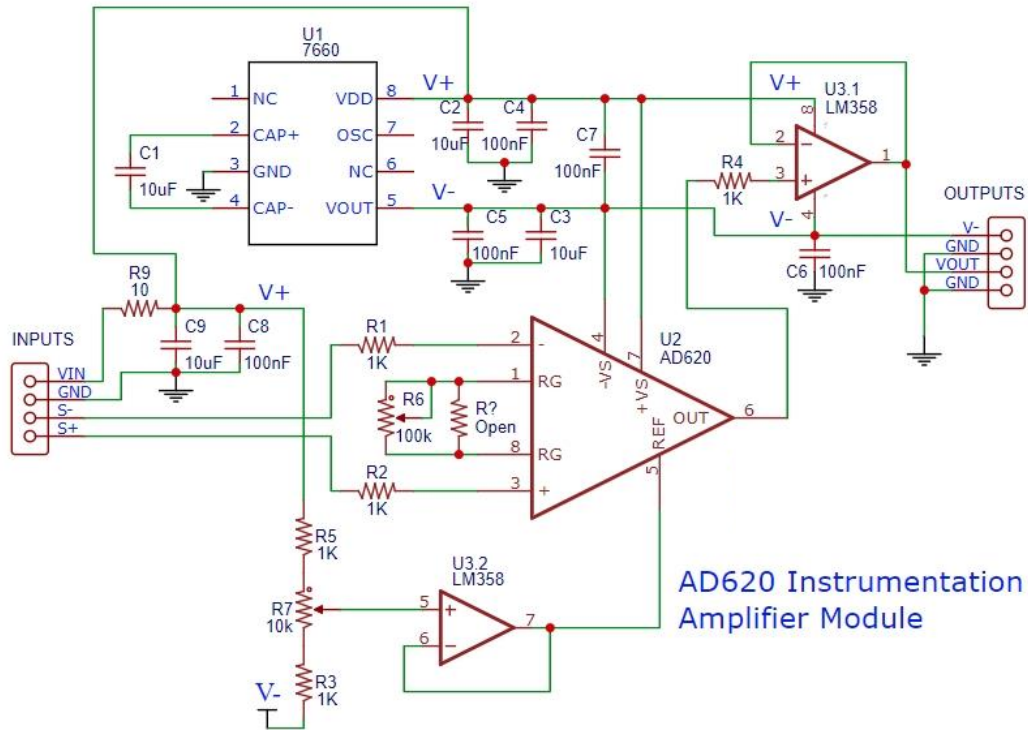 U1
7660
1
NC
2
CAP+
3
GND
4
CAP-
VDD
8
OSC
7
NC
6
VOUT
5
C1
10uF
V+
C2
10uF
C4
100nF
C7
100nF
V-
C5
100nF
C3
10uF
V+
U3.1
LM358
8
2
-
3
+
1
4
R4
1K
V-
C6
100nF
OUTPUTS
V-
GND
VOUT
GND
R9
10
V+
C9
10uF
C8
100nF
INPUTS
VIN
GND
S-
S+
R1
1K
R6
100k
R?
Open
R2
1K
2
-
1
RG
8
RG
3
+
4
-VS
7
+VS
U2
AD620
OUT
6
REF
5
R5
1K
R7
10k
R3
1K
V-
U3.2
LM358
5
+
6
-
7
AD620 Instrumentation
Amplifier Module